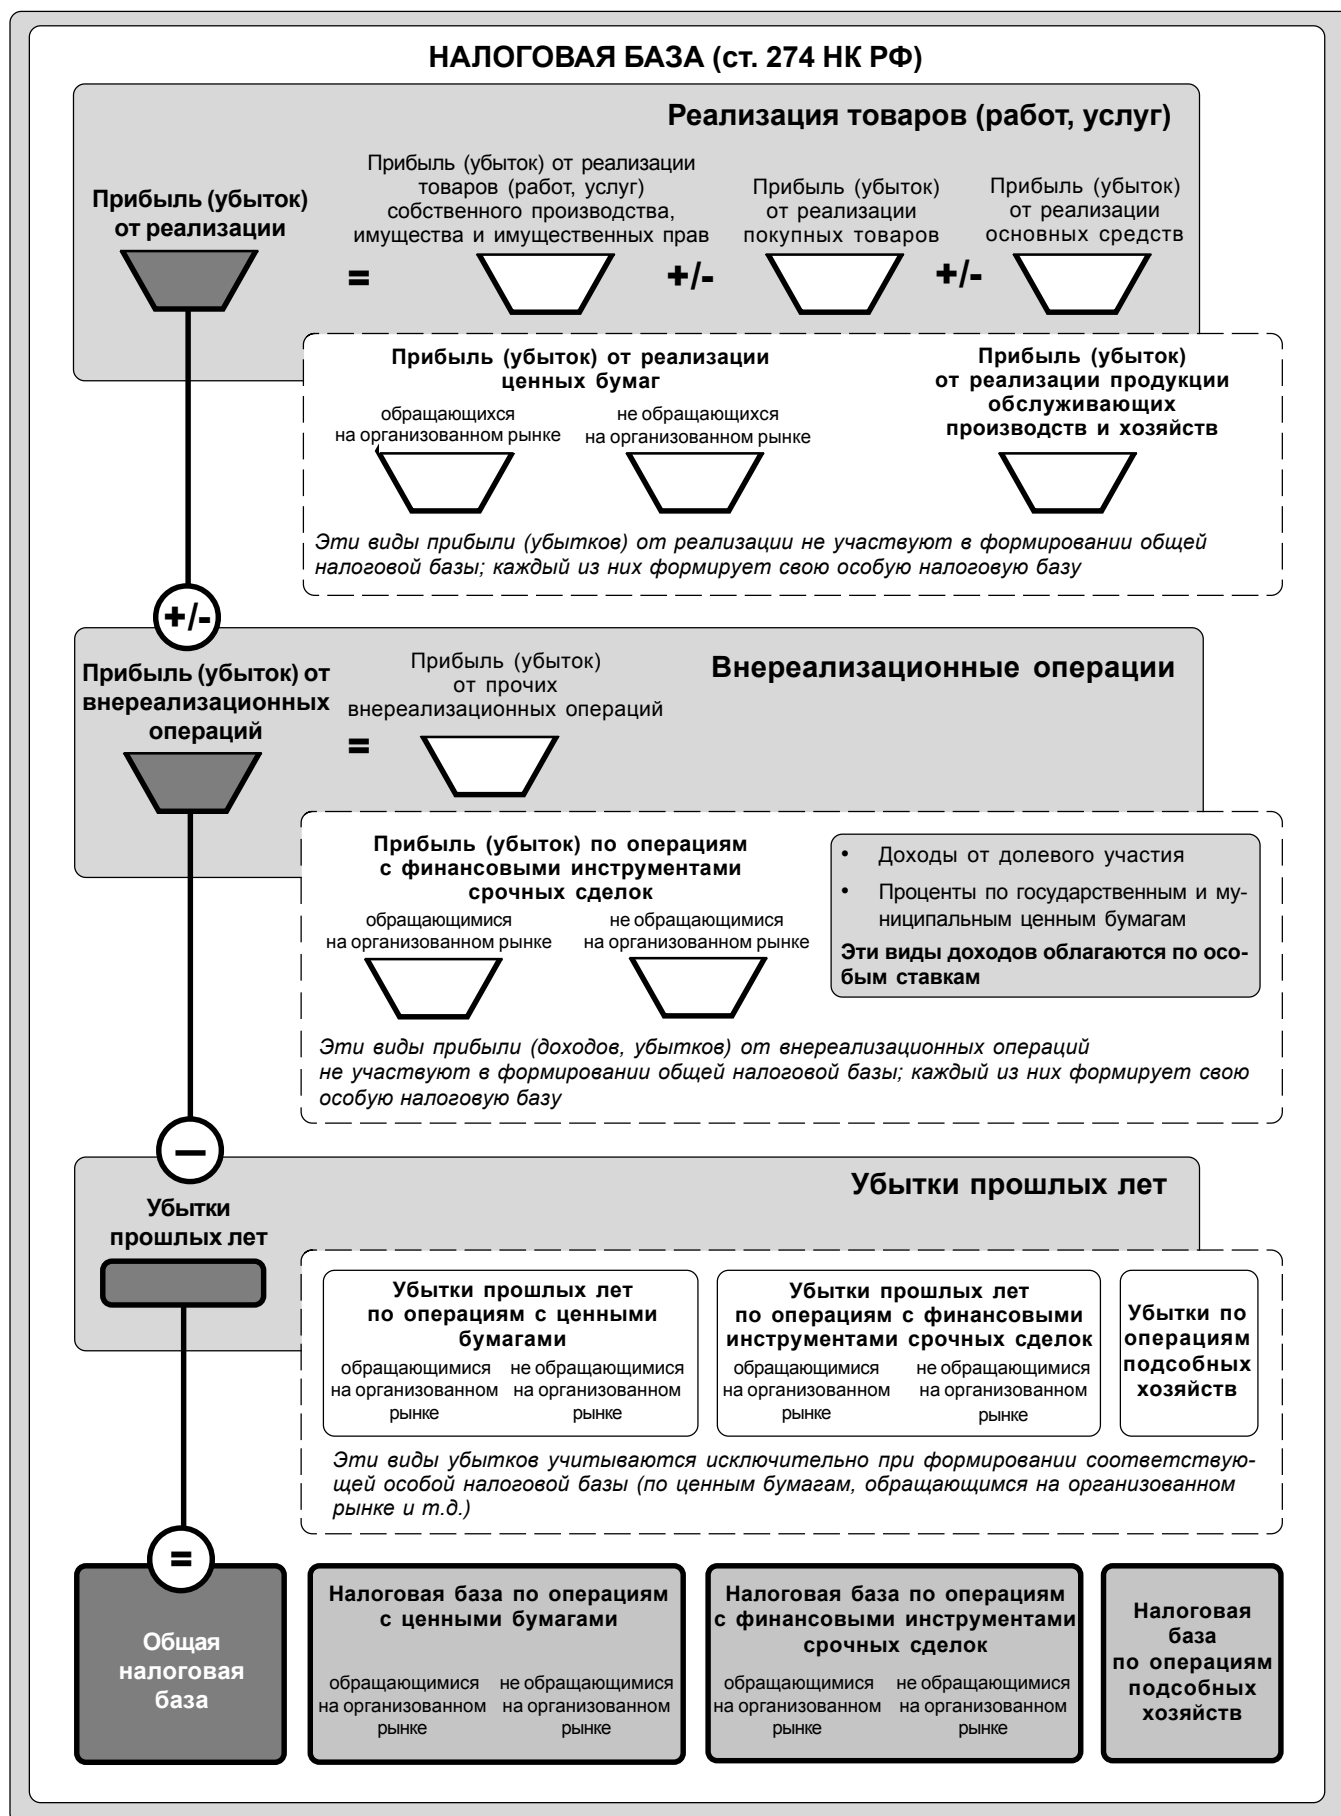 НАЛОГОВАЯ БАЗА (ст. 274 НК РФ)
Реализация товаров (работ, услуг)
Прибыль (убыток)
от реализации
=
Прибыль (убыток) от реализации
товаров (работ, услуг)
собственного производства,
имущества и имущественных прав
+/-
Прибыль (убыток)
от реализации
покупных товаров
+/-
Прибыль (убыток)
от реализации
основных средств
Прибыль (убыток) от реализации
ценных бумаг
обращающихся
на организованном рынке
не обращающихся
на организованном рынке
Прибыль (убыток)
от реализации продукции
обслуживающих
производств и хозяйств
Эти виды прибыли (убытков) от реализации не участвуют в формировании общей
налоговой базы; каждый из них формирует свою особую налоговую базу
+/-
Внереализационные операции
Прибыль (убыток) от
внереализационных
операций
=
Прибыль (убыток)
от прочих
внереализационных операций
Прибыль (убыток) по операциям
с финансовыми инструментами
срочных сделок
обращающимися
на организованном рынке
не обращающимися
на организованном рынке
• Доходы от долевого участия
• Проценты по государственным и му-
ниципальным ценным бумагам
Эти виды доходов облагаются по осо-
бым ставкам
Эти виды прибыли (доходов, убытков) от внереализационных операций
не участвуют в формировании общей налоговой базы; каждый из них формирует свою
особую налоговую базу
–
Убытки прошлых лет
Убытки
прошлых лет
Убытки прошлых лет
по операциям с ценными
бумагами
обращающимися
на организованном
рынке
не обращающимися
на организованном
рынке
Убытки прошлых лет
по операциям с финансовыми
инструментами срочных сделок
обращающимися
на организованном
рынке
не обращающимися
на организованном
рынке
Убытки по
операциям
подсобных
хозяйств
Эти виды убытков учитываются исключительно при формировании соответствую-
щей особой налоговой базы (по ценным бумагам, обращающимся на организованном
рынке и т.д.)
=
Общая
налоговая
база
Налоговая база по операциям
с ценными бумагами
обращающимися
на организованном
рынке
не обращающимися
на организованном
рынке
Налоговая база по операциям
с финансовыми инструментами
срочных сделок
обращающимися
на организованном
рынке
не обращающимися
на организованном
рынке
Налоговая
база
по операциям
подсобных
хозяйств